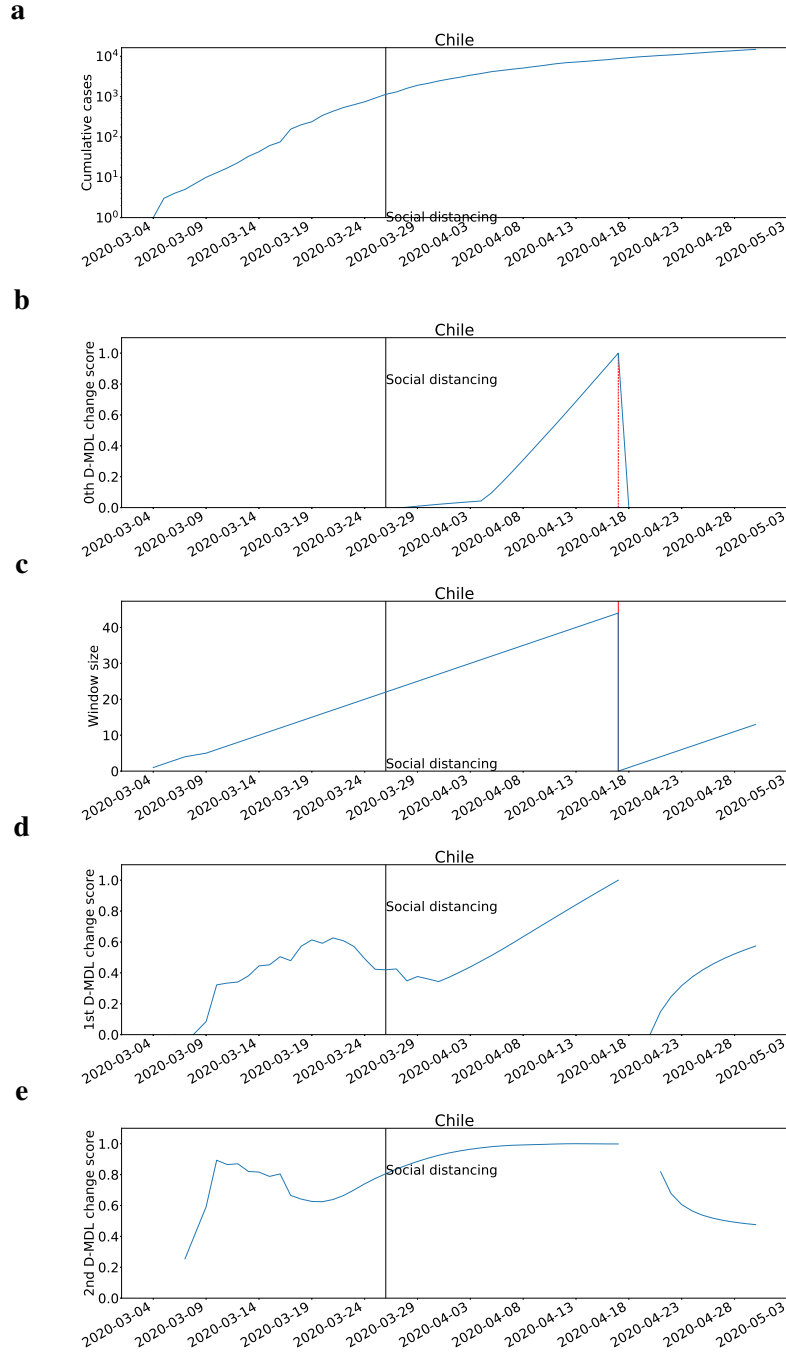 a
Chile
Cumulative cases
10^4
10^3
10^2
10^1
10^0
Social distancing
2020-03-04 2020-03-09 2020-03-14 2020-03-19 2020-03-24 2020-03-29 2020-04-03 2020-04-08 2020-04-13 2020-04-18 2020-04-23 2020-04-28 2020-05-03
b
Chile
0th D-MDL change score
1.0
0.8
Social distancing
0.6
0.4
0.2
0.0
2020-03-04 2020-03-09 2020-03-14 2020-03-19 2020-03-24 2020-03-29 2020-04-03 2020-04-08 2020-04-13 2020-04-18 2020-04-23 2020-04-28 2020-05-03
c
Chile
Window size
40
30
20
10
0
Social distancing
2020-03-04 2020-03-09 2020-03-14 2020-03-19 2020-03-24 2020-03-29 2020-04-03 2020-04-08 2020-04-13 2020-04-18 2020-04-23 2020-04-28 2020-05-03
d
Chile
1st D-MDL change score
1.0
0.8
Social distancing
0.6
0.4
0.2
0.0
2020-03-04 2020-03-09 2020-03-14 2020-03-19 2020-03-24 2020-03-29 2020-04-03 2020-04-08 2020-04-13 2020-04-18 2020-04-23 2020-04-28 2020-05-03
e
Chile
2nd D-MDL change score
1.0
0.8
Social distancing
0.6
0.4
0.2
0.0
2020-03-04 2020-03-09 2020-03-14 2020-03-19 2020-03-24 2020-03-29 2020-04-03 2020-04-08 2020-04-13 2020-04-18 2020-04-23 2020-04-28 2020-05-03